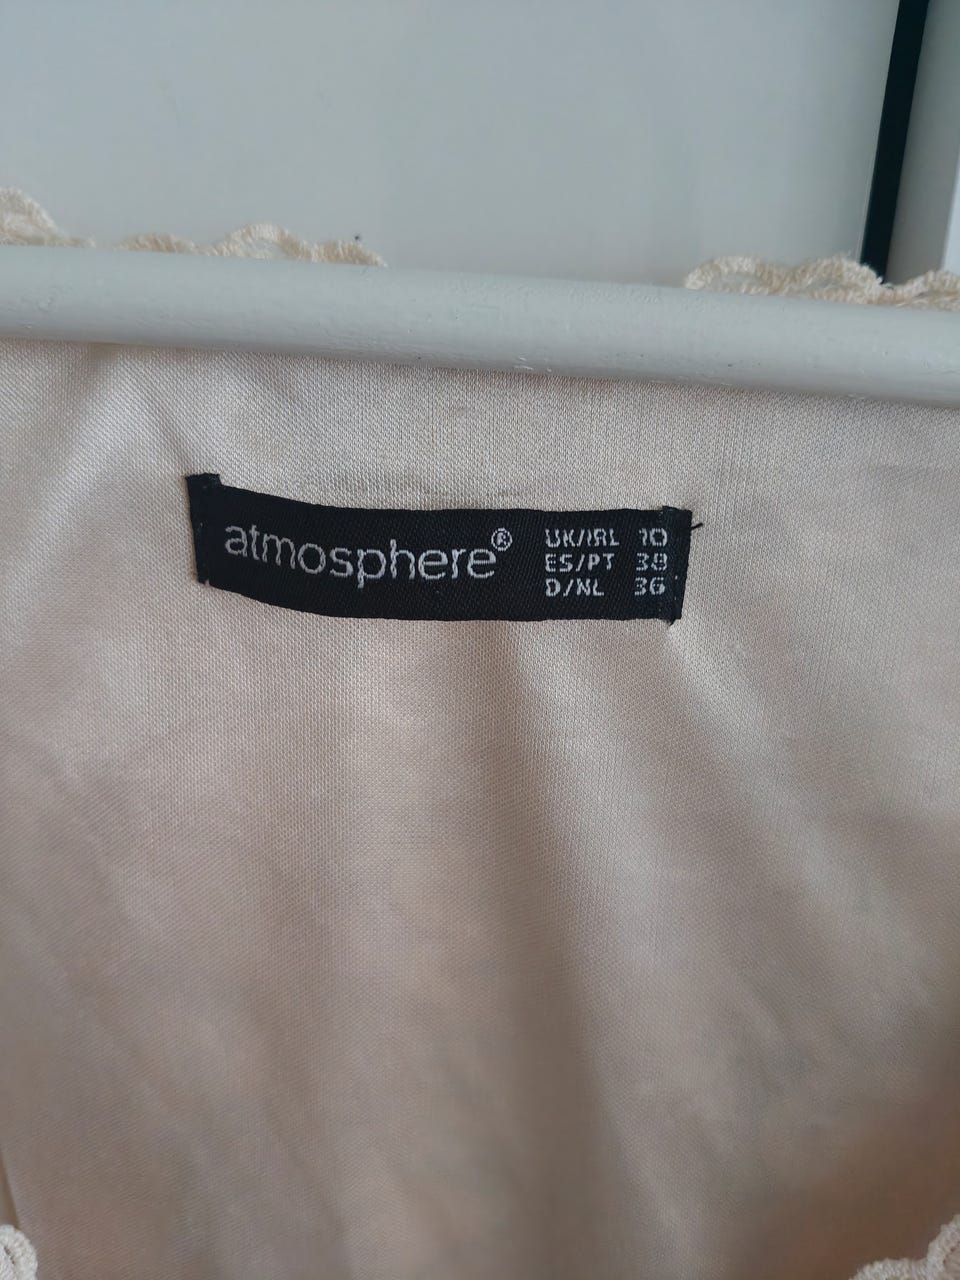 atmosphere®
UK/IRL 10
ES/PT 38
D/NL 36